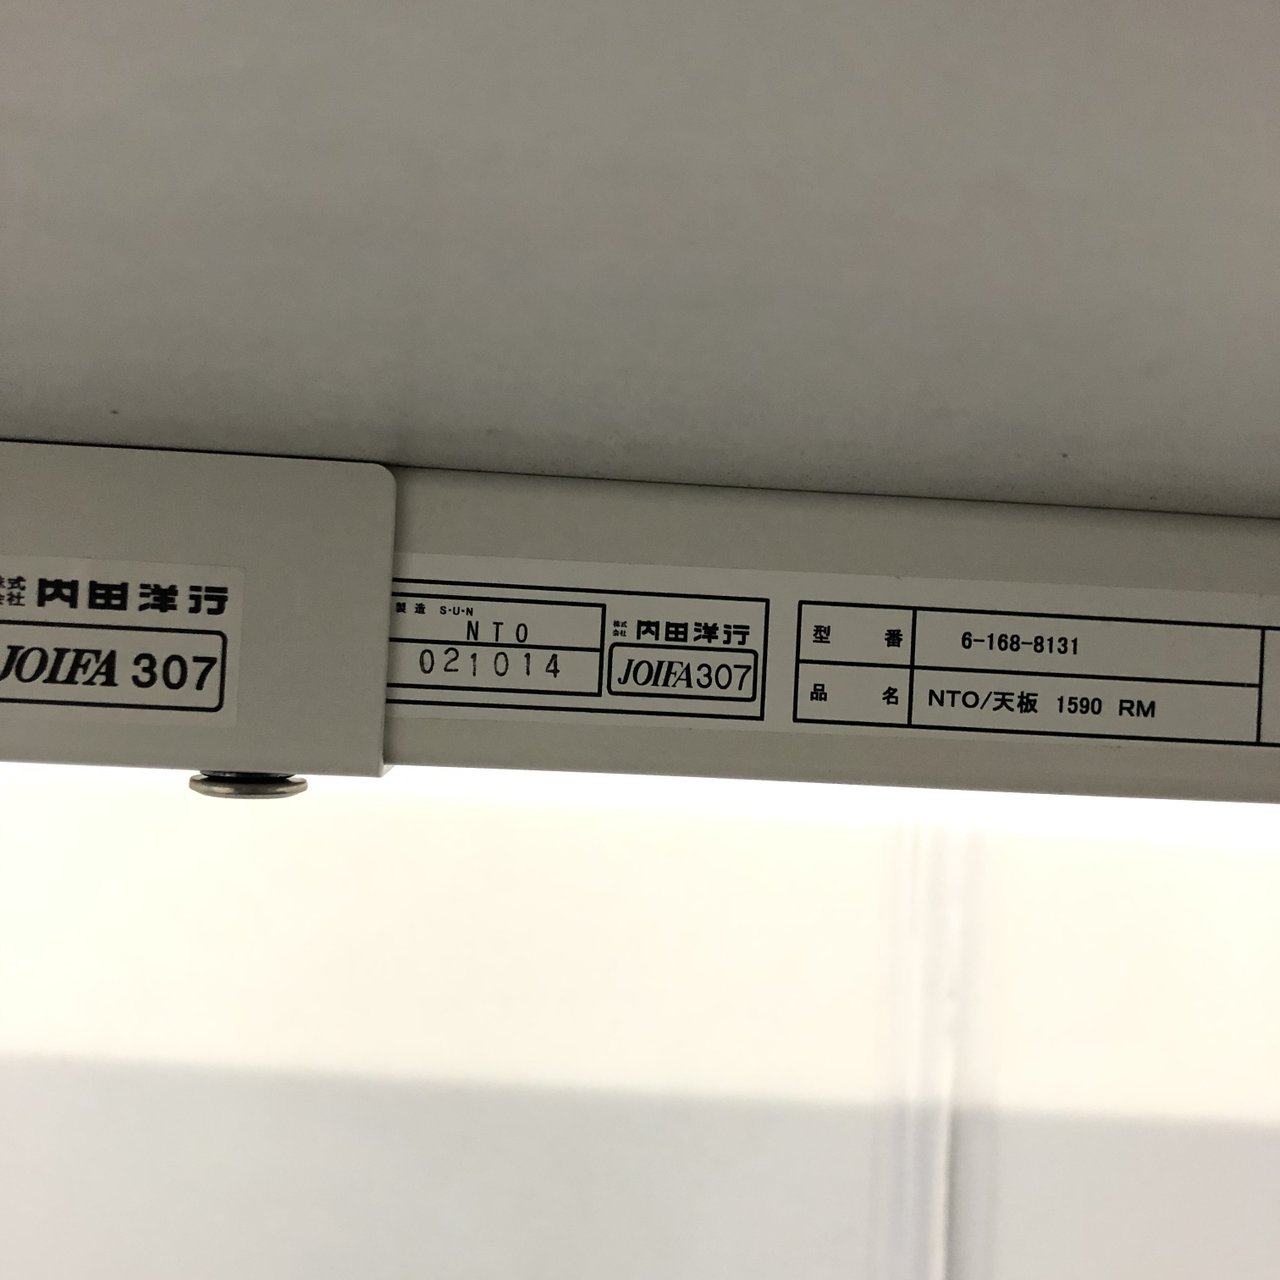 株式会社 内田洋行
JOIFA 307
製造 S・U・N
NTO
021014
株式会社 内田洋行
JOIFA307
型番 6-168-8131
品名 NTO/天板 1590 RM